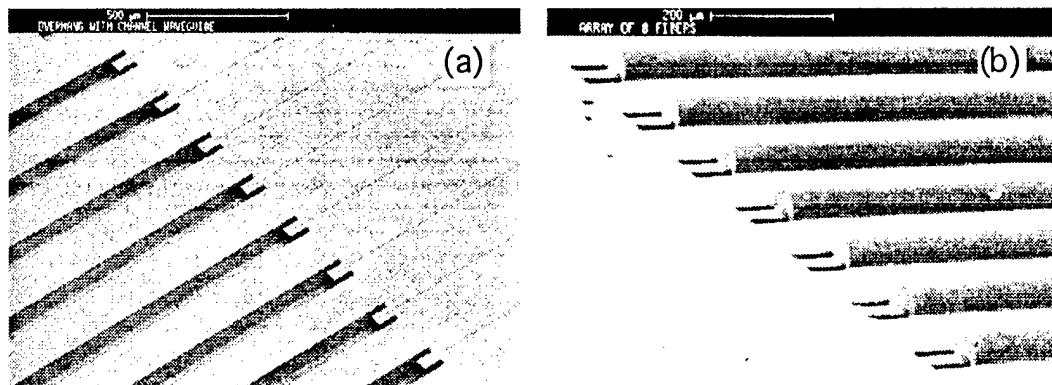 500 µm
OVERHANG WITH CHANNEL WAVEGUIDE
(a)
200 µm
ARRAY OF 8 FIBERS
(b)